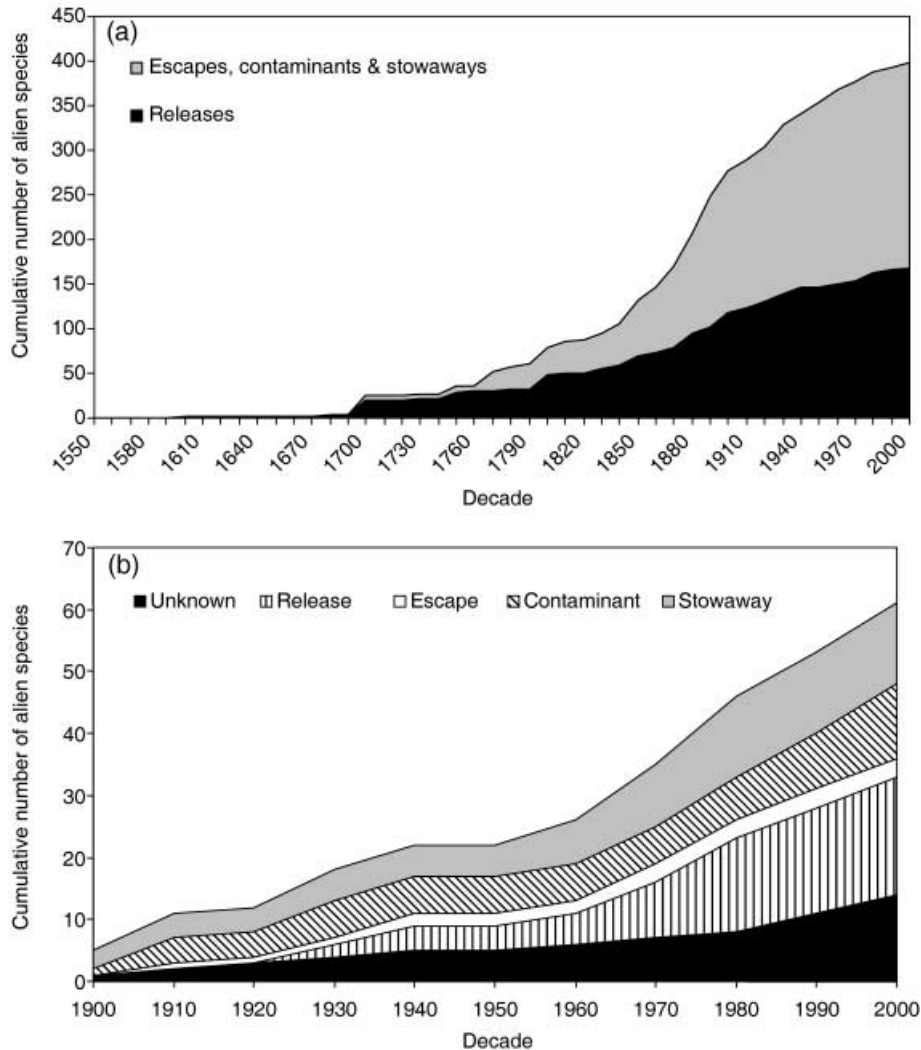 (a)
Escapes, contaminants & stowaways
Releases
Cumulative number of alien species
450
400
350
300
250
200
150
100
50
0
1550 1580 1610 1640 1670 1700 1730 1760 1790 1820 1850 1880 1910 1940 1970 2000
Decade
(b)
Unknown Release Escape Contaminant Stowaway
Cumulative number of alien species
70
60
50
40
30
20
10
0
1900 1910 1920 1930 1940 1950 1960 1970 1980 1990 2000
Decade